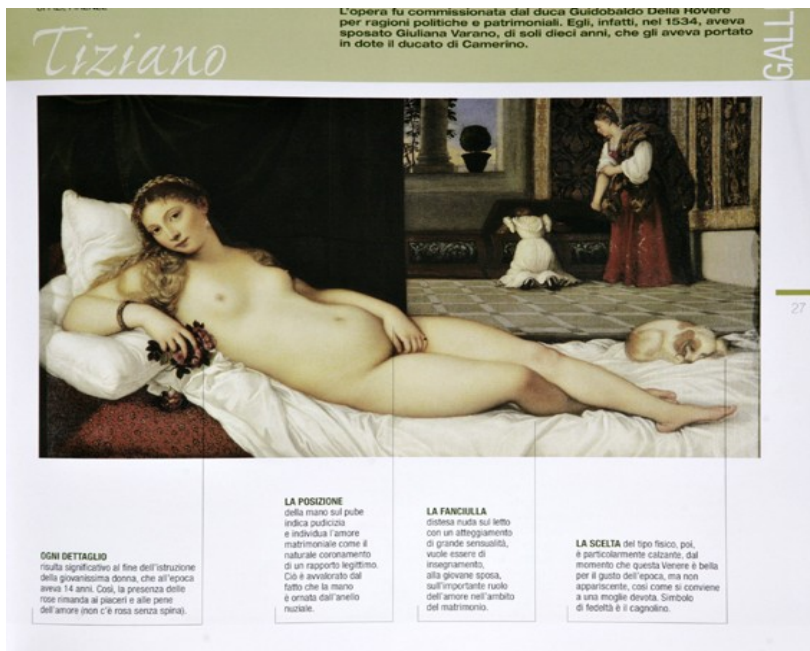 L'opera fu commissionata dal duca Guidobaldo Della Rovere
per ragioni politiche e patrimoniali. Egli, infatti, nel 1534, aveva
sposato Giuliana Varano, di soli dieci anni, che gli aveva portato
in dote il ducato di Camerino.
Tiziano
GALL
27
OGNI DETTAGLIO
risulta significativo al fine dell'istruzione
della giovanissima donna, che all'epoca
aveva 14 anni. Così, la presenza delle
rose rimanda ai piaceri e alle pene
dell'amore (non c'è rosa senza spina).
LA POSIZIONE
della mano sul pube
indica pudicizia
e individua l'amore
matrimoniale come il
naturale coronamento
di un rapporto legittimo.
Ciò è avvalorato dal
fatto che la mano
è ornata dall'anello
nuziale.
LA FANCIULLA
distesa nuda sul letto
con un atteggiamento
di grande sensualità,
vuole essere di
insegnamento,
alla giovane sposa,
sull'importante ruolo
dell'amore nell'ambito
del matrimonio.
LA SCELTA del tipo fisico, poi,
è particolarmente calzante, dal
momento che questa Venere è bella
per il gusto dell'epoca, ma non
appariscente, così come si conviene
a una moglie devota. Simbolo
di fedeltà è il cagnolino.